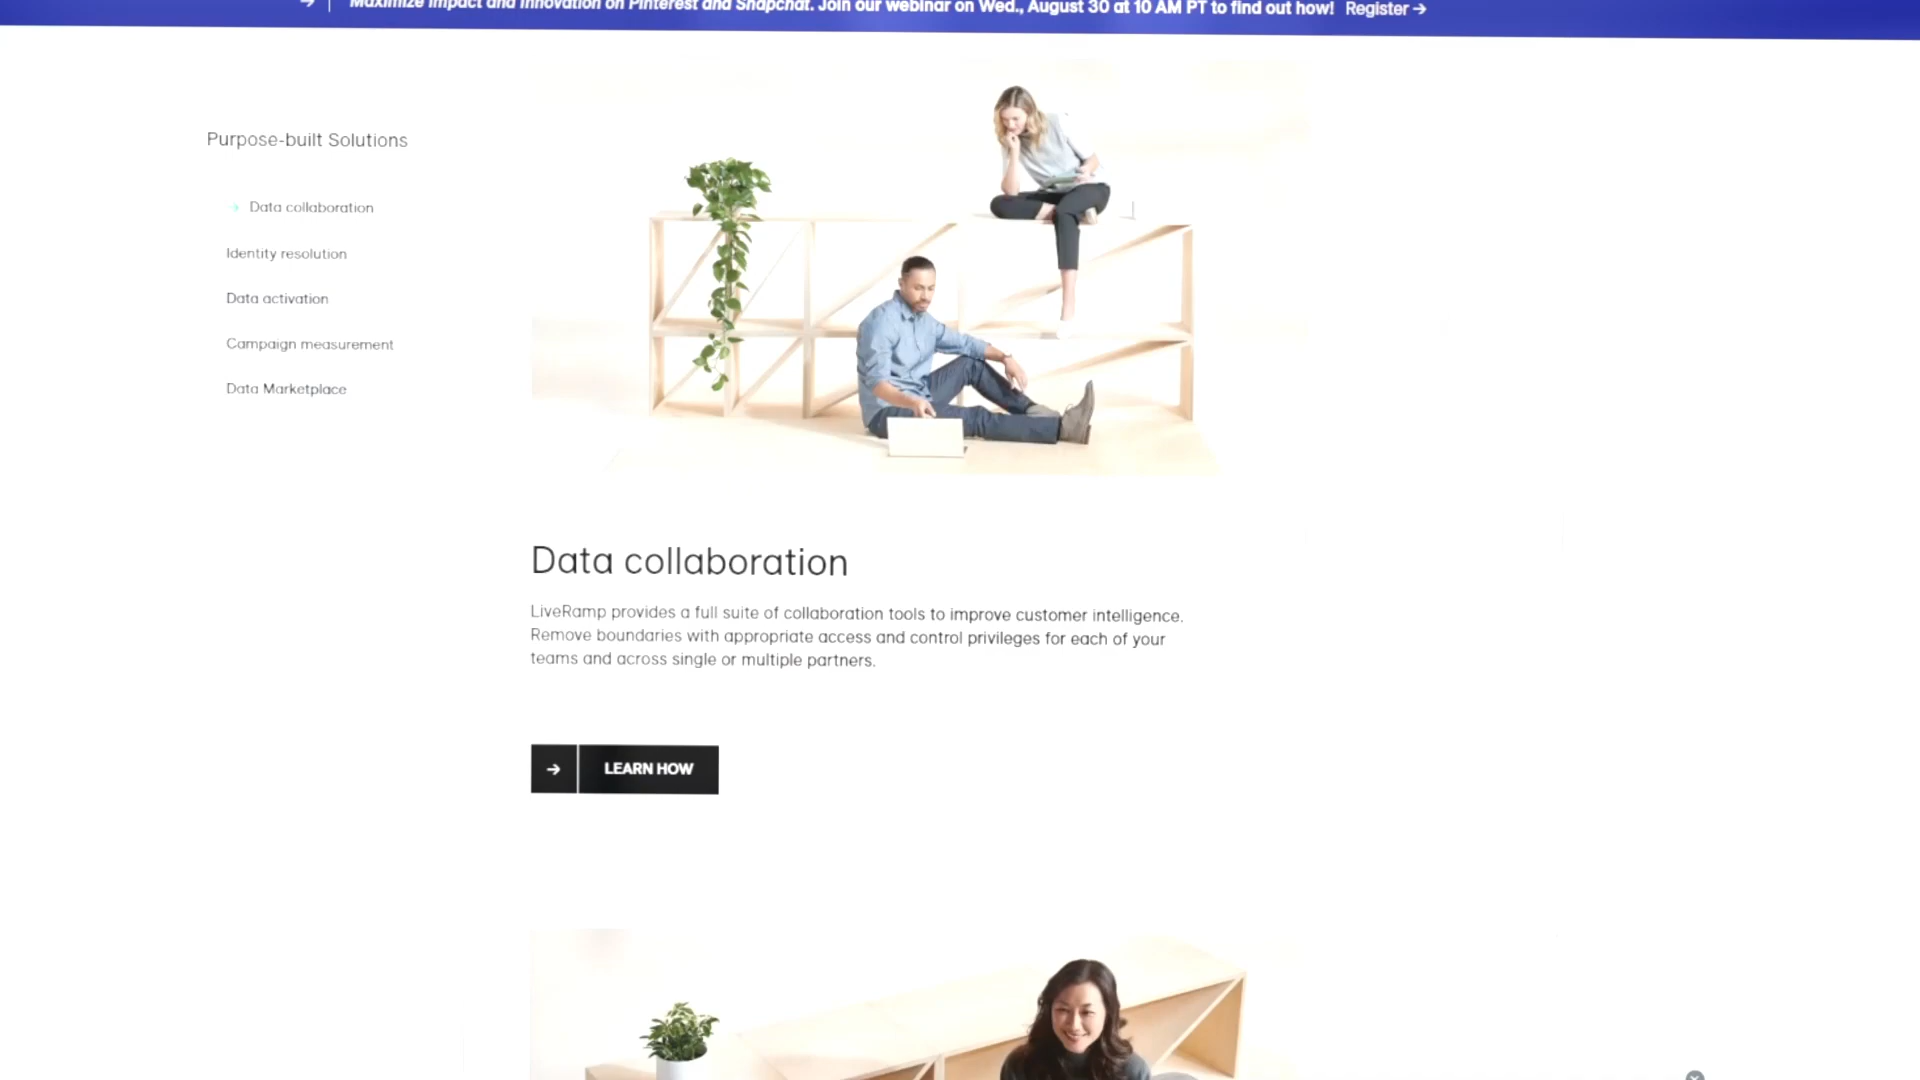 Maximize Impact and Innovation on Pinterest and Snapchat. Join our webinar on Wed., August 30 at 10 AM PT to find out how! Register →
Purpose-built Solutions
→ Data collaboration
Identity resolution
Data activation
Campaign measurement
Data Marketplace
Data collaboration
LiveRamp provides a full suite of collaboration tools to improve customer intelligence.
Remove boundaries with appropriate access and control privileges for each of your
teams and across single or multiple partners.
→ LEARN HOW